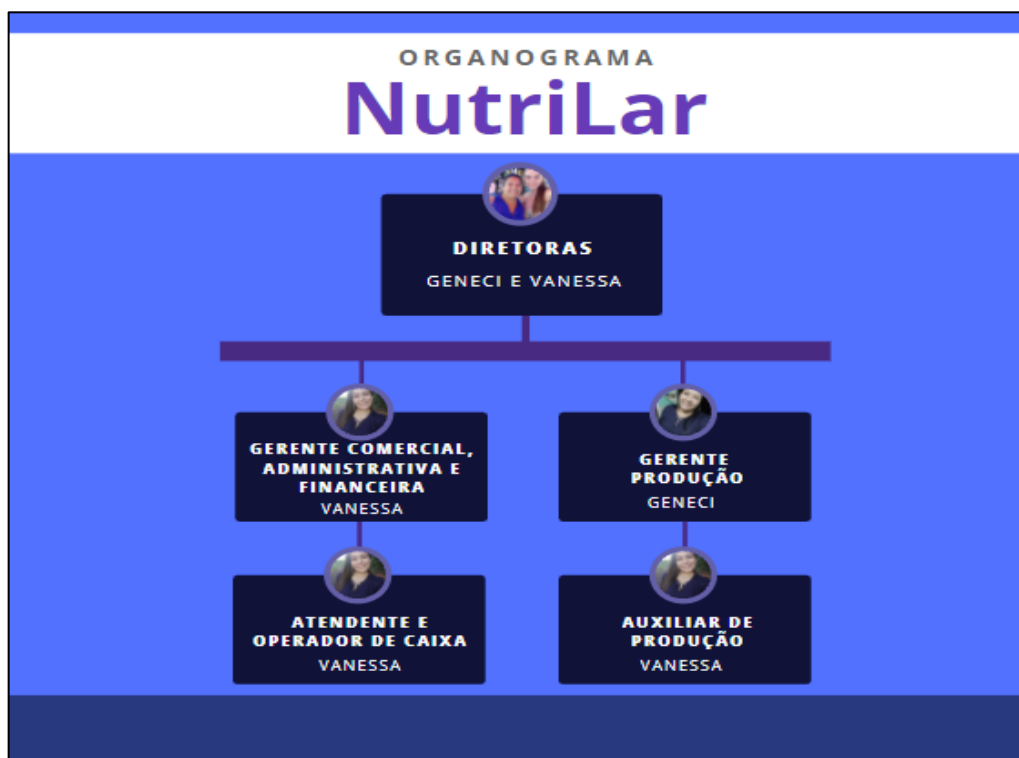 ORGANOGRAMA
NutriLar
DIRETORAS
GENECI E VANESSA
GERENTE COMERCIAL,
ADMINISTRATIVA E
FINANCEIRA
VANESSA
GERENTE
PRODUÇÃO
GENECI
ATENDENTE E
OPERADOR DE CAIXA
VANESSA
AUXILIAR DE
PRODUÇÃO
VANESSA